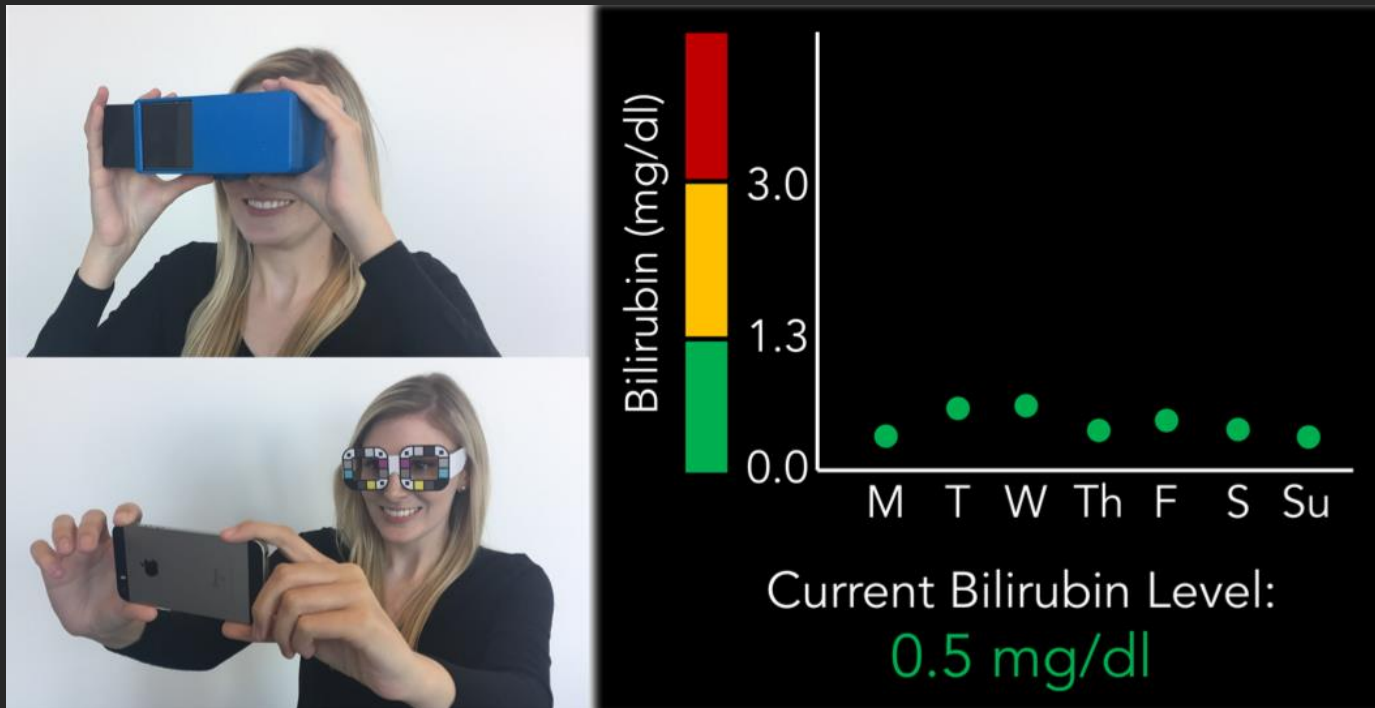 Bilirubin (mg/dl)
3.0
1.3
0.0
M T W Th F S Su
Current Bilirubin Level:
0.5 mg/dl